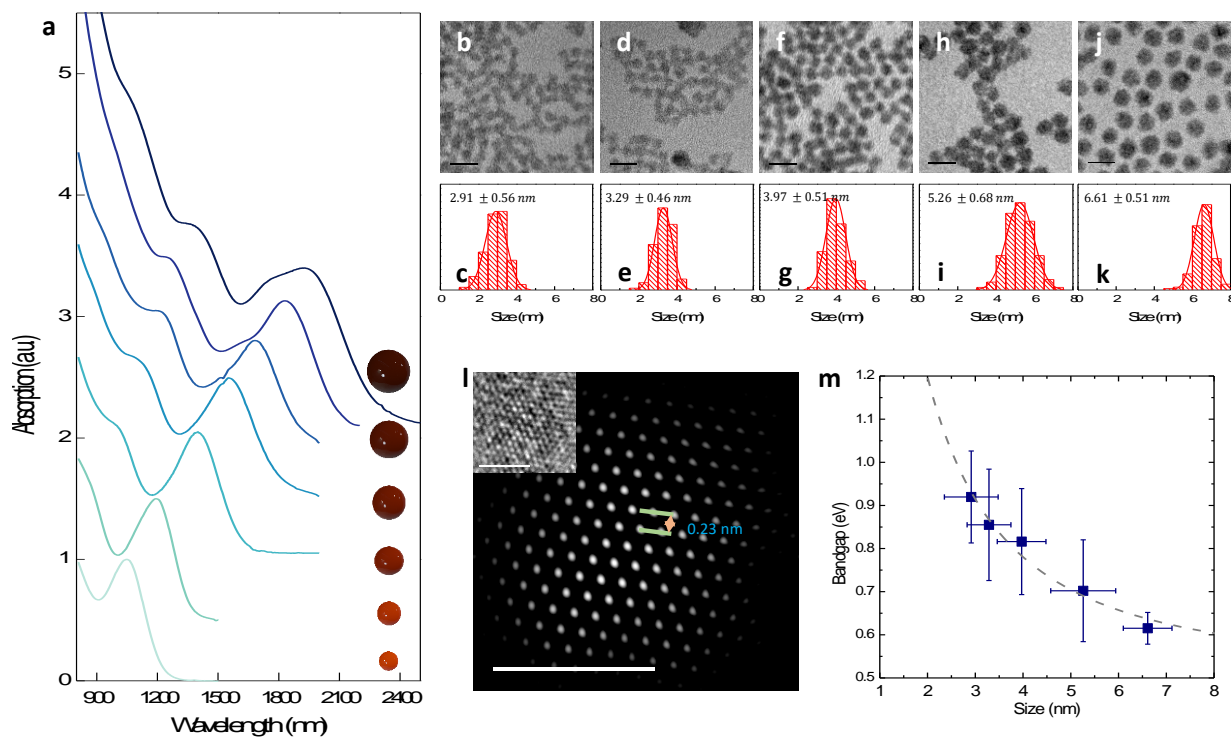 a
5
4
3
2
1
0
Absorption (a.u.)
900 1200 1500 1800 2100 2400
Wavelength (nm)
b
d
f
h
j
2.91 ± 0.56 nm
3.29 ± 0.46 nm
3.97 ± 0.51 nm
5.26 ± 0.68 nm
6.61 ± 0.51 nm
c
e
g
i
k
0 2 4 6 8
0 2 4 6 8
0 2 4 6 8
0 2 4 6 8
0 2 4 6 8
Size (nm)
Size (nm)
Size (nm)
Size (nm)
Size (nm)
l
0.23 nm
m
1.2
1.1
1.0
0.9
0.8
0.7
0.6
0.5
Bandgap (eV)
1 2 3 4 5 6 7 8
Size (nm)